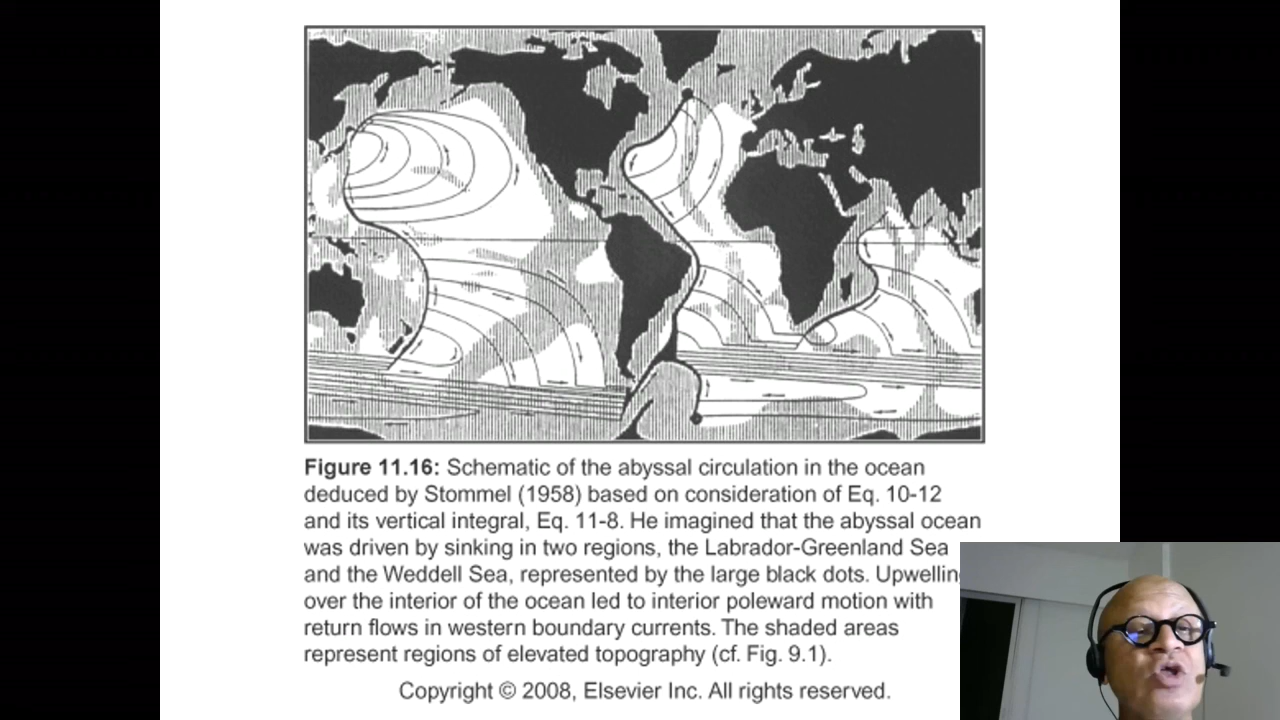 Figure 11.16: Schematic of the abyssal circulation in the ocean
deduced by Stommel (1958) based on consideration of Eq. 10-12
and its vertical integral, Eq. 11-8. He imagined that the abyssal ocean
was driven by sinking in two regions, the Labrador-Greenland Sea
and the Weddell Sea, represented by the large black dots. Upwellin
over the interior of the ocean led to interior poleward motion with
return flows in western boundary currents. The shaded areas
represent regions of elevated topography (cf. Fig. 9.1).
Copyright © 2008, Elsevier Inc. All rights reserved.